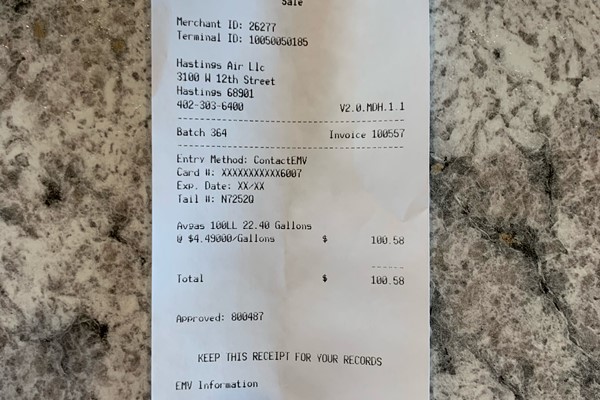 Sale
Merchant ID: 26277
Terminal ID: 10050050185
Hastings Air Llc
3100 W 12th Street
Hastings 68901
402-303-6400 V2.0.MDH.1.1
--------------------------------
Batch 364 Invoice 100557
--------------------------------
Entry Method: ContactEMV
Card #: XXXXXXXXXXX6007
Exp. Date: XX/XX
Tail #: N7252Q
Avgas 100LL 22.40 Gallons
@ $4.49000/Gallons $ 100.58
------
Total $ 100.58
Approved: 800487
KEEP THIS RECEIPT FOR YOUR RECORDS
EMV Information